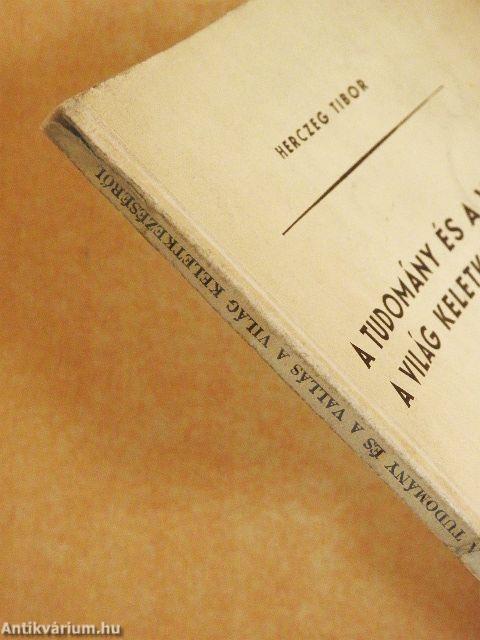 HERCZEG TIBOR
A TUDOMÁNY ÉS A
A VILÁG KELETK
A TUDOMÁNY ÉS A VALLÁS A VILÁG KELETKEZÉSÉRŐL
Antikvárium.hu